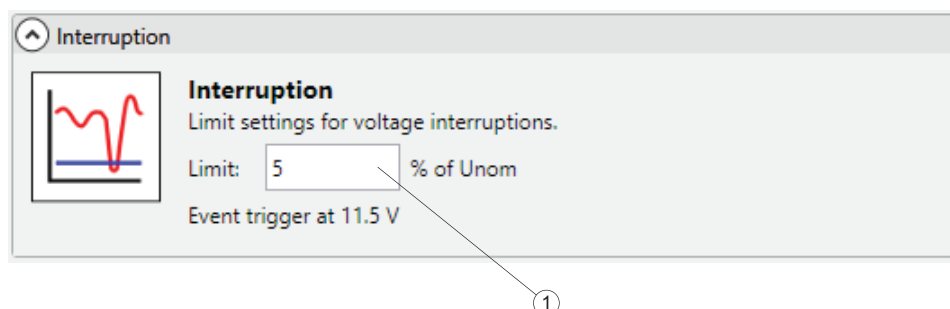 Interruption
Interruption
Limit settings for voltage interruptions.
Limit: 5 % of Unom
Event trigger at 11.5 V
1